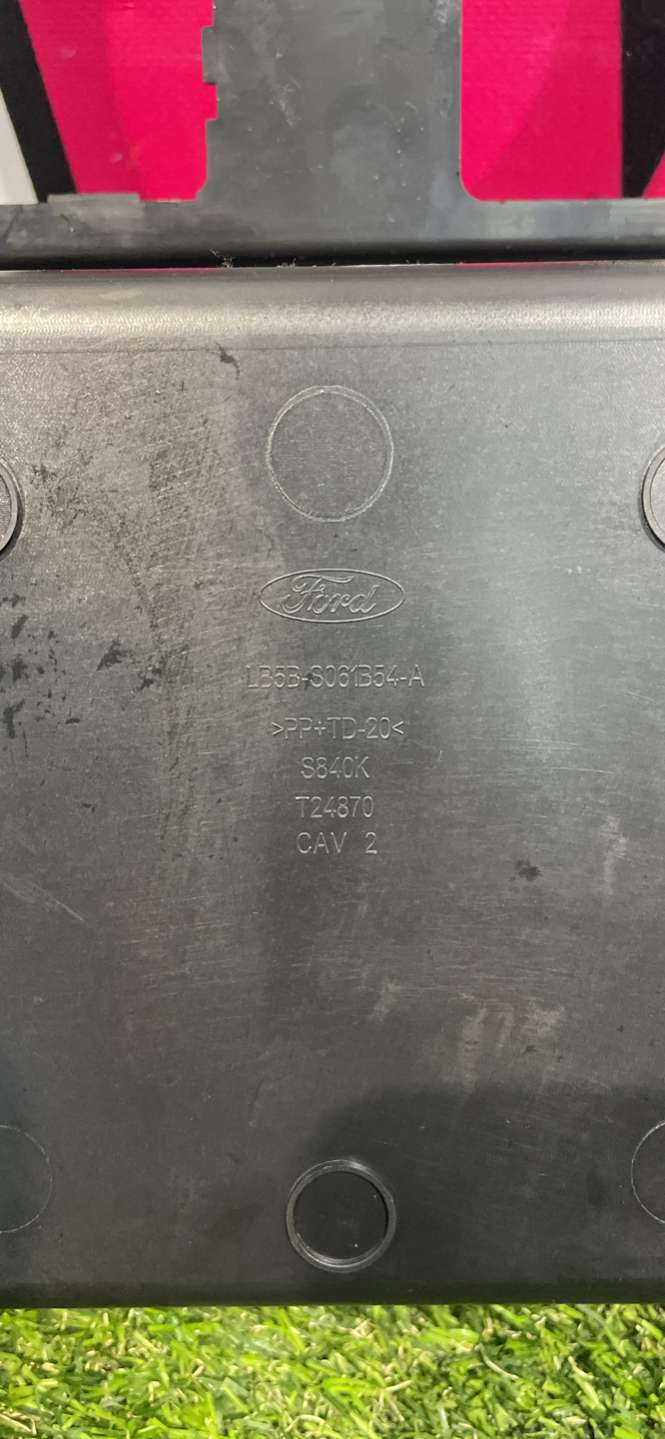 Ford
LB5B-S061B54-A
>PP+TD-20<
S840K
T24870
CAV 2